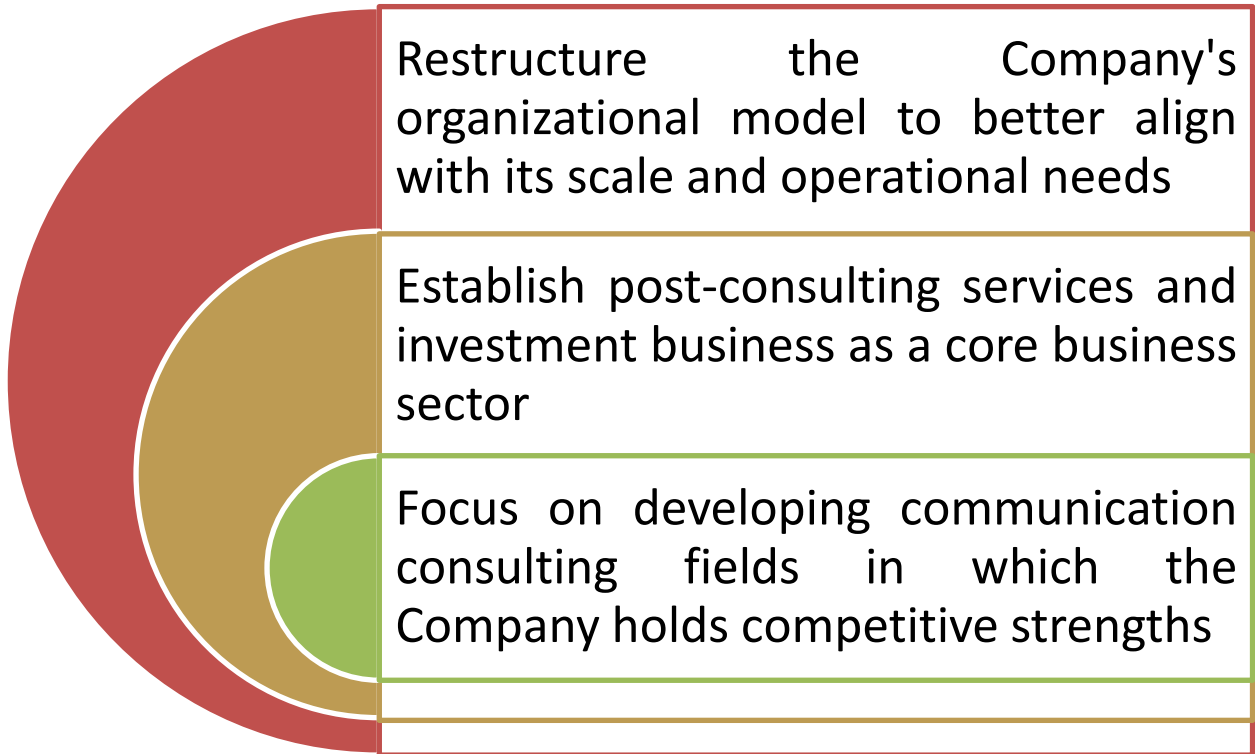 Restructure the Company's
organizational model to better align
with its scale and operational needs
Establish post-consulting services and
investment business as a core business
sector
Focus on developing communication
consulting fields in which the
Company holds competitive strengths